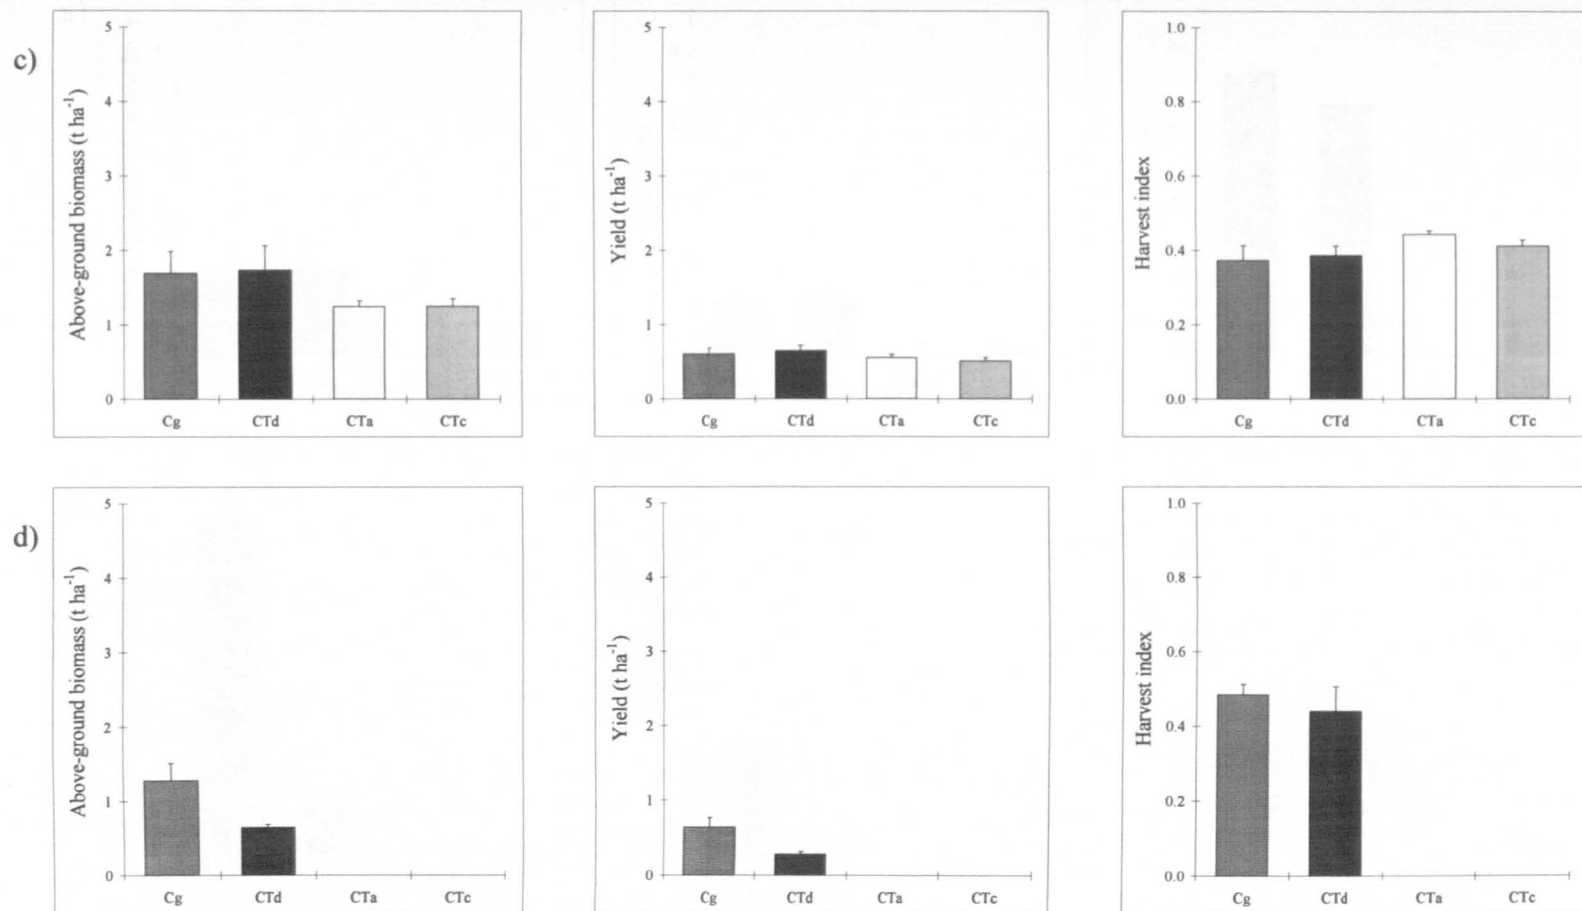 c)
Above-ground biomass (t ha⁻¹)
5
4
3
2
1
0
Cg CTd CTa CTc
Yield (t ha⁻¹)
5
4
3
2
1
0
Cg CTd CTa CTc
Harvest index
1.0
0.8
0.6
0.4
0.2
0.0
Cg CTd CTa CTc
d)
Above-ground biomass (t ha⁻¹)
5
4
3
2
1
0
Cg CTd CTa CTc
Yield (t ha⁻¹)
5
4
3
2
1
0
Cg CTd CTa CTc
Harvest index
1.0
0.8
0.6
0.4
0.2
0.0
Cg CTd CTa CTc